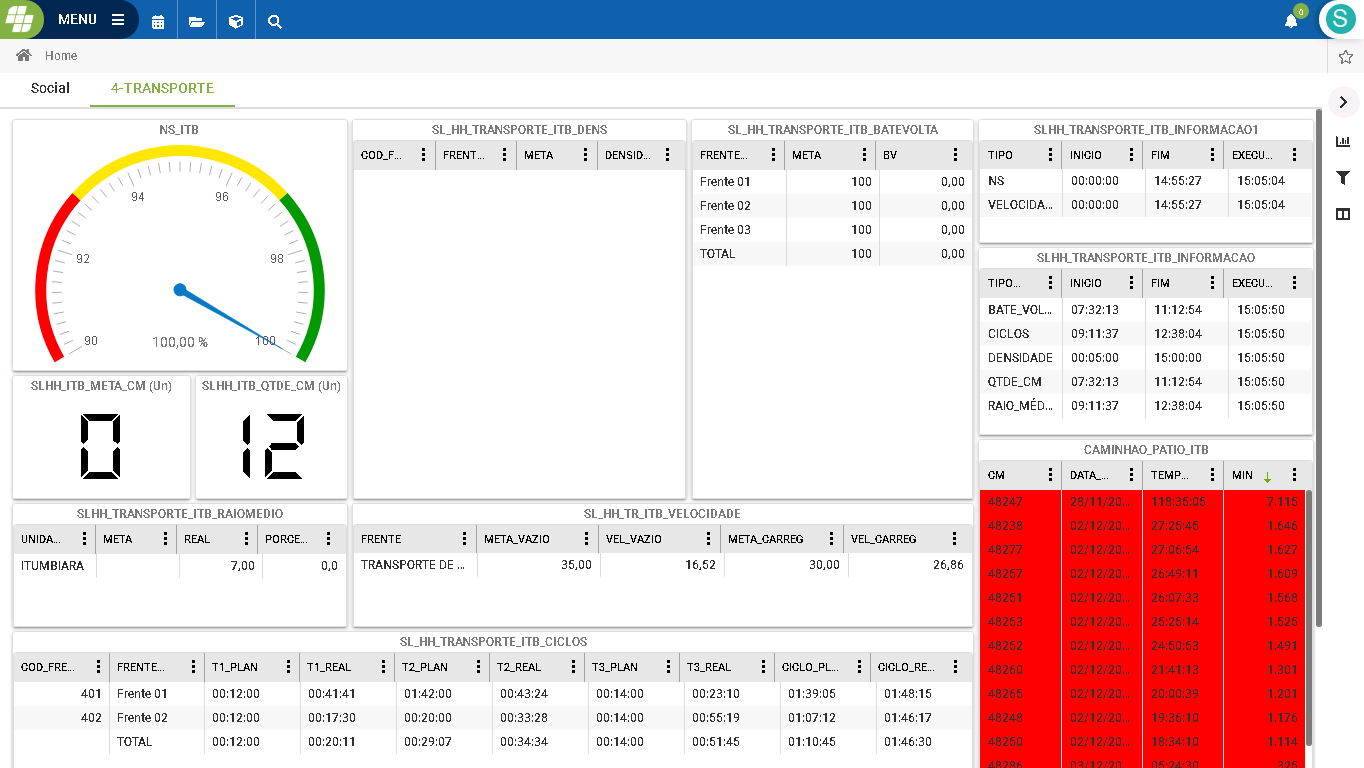 MENU
0
S
Home
Social
4-TRANSPORTE
NS_ITB
90
92
94
96
98
100
100,00 %
SLHH_ITB_META_CM (Un)
0
SLHH_ITB_QTDE_CM (Un)
12
SL_HH_TRANSPORTE_ITB_DENS
COD_F... FRENT... META DENSID...
SL_HH_TRANSPORTE_ITB_BATEVOLTA
FRENTE... META BV
Frente 01 100 0,00
Frente 02 100 0,00
Frente 03 100 0,00
TOTAL 100 0,00
SLHH_TRANSPORTE_ITB_INFORMACAO1
TIPO INICIO FIM EXECU...
NS 00:00:00 14:55:27 15:05:04
VELOCIDA... 00:00:00 14:55:27 15:05:04
SLHH_TRANSPORTE_ITB_INFORMACAO
TIPO... INICIO FIM EXECU...
BATE_VOL... 07:32:13 11:12:54 15:05:50
CICLOS 09:11:37 12:38:04 15:05:50
DENSIDADE 00:05:00 15:00:00 15:05:50
QTDE_CM 07:32:13 11:12:54 15:05:50
RAIO_MÉD... 09:11:37 12:38:04 15:05:50
CAMINHAO_PATIO_ITB
CM DATA_... TEMP... MIN
48247 28/11/20... 118:35:05 7.115
48238 02/12/20... 27:25:45 1.646
48277 02/12/20... 27:06:54 1.627
48257 02/12/20... 26:49:11 1.609
48251 02/12/20... 26:07:33 1.568
48253 02/12/20... 25:25:14 1.525
48252 02/12/20... 24:50:53 1.491
48260 02/12/20... 21:41:13 1.301
48265 02/12/20... 20:00:39 1.201
48248 02/12/20... 19:36:10 1.176
48250 02/12/20... 18:34:10 1.114
48286 03/12/20... 05:24:30 325
SLHH_TRANSPORTE_ITB_RAIOMEDIO
UNIDA... META REAL PORCE...
ITUMBIARA 7,00 0,0
SL_HH_TR_ITB_VELOCIDADE
FRENTE META_VAZIO VEL_VAZIO META_CARREG VEL_CARREG
TRANSPORTE DE ... 35,00 16,52 30,00 26,86
SL_HH_TRANSPORTE_ITB_CICLOS
COD_FRE... FRENTE... T1_PLAN T1_REAL T2_PLAN T2_REAL T3_PLAN T3_REAL CICLO_PL... CICLO_RE...
401 Frente 01 00:12:00 00:41:41 01:42:00 00:43:24 00:14:00 00:23:10 01:39:05 01:48:15
402 Frente 02 00:12:00 00:17:30 00:20:00 00:33:28 00:14:00 00:55:19 01:07:12 01:46:17
TOTAL 00:12:00 00:20:11 00:29:07 00:34:34 00:14:00 00:51:45 01:10:45 01:46:30